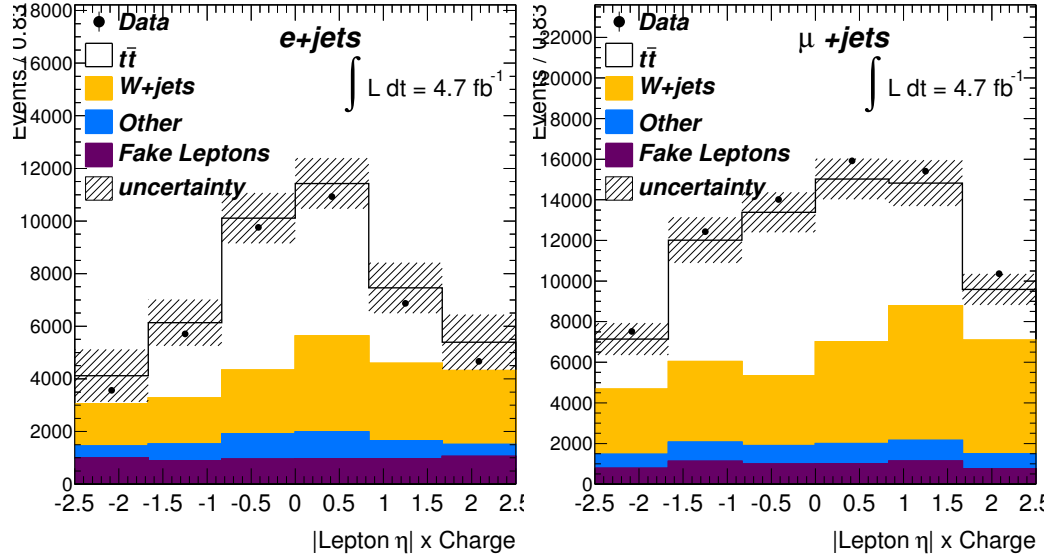 Events / 0.83
18000
16000
14000
12000
10000
8000
6000
4000
2000
0
Data
tt̄
W+jets
Other
Fake Leptons
uncertainty
e+jets
∫ L dt = 4.7 fb⁻¹
-2.5 -2 -1.5 -1 -0.5 0 0.5 1 1.5 2 2.5
|Lepton η| x Charge
Events / 0.83
22000
20000
18000
16000
14000
12000
10000
8000
6000
4000
2000
0
Data
tt̄
W+jets
Other
Fake Leptons
uncertainty
μ +jets
∫ L dt = 4.7 fb⁻¹
-2.5 -2 -1.5 -1 -0.5 0 0.5 1 1.5 2 2.5
|Lepton η| x Charge